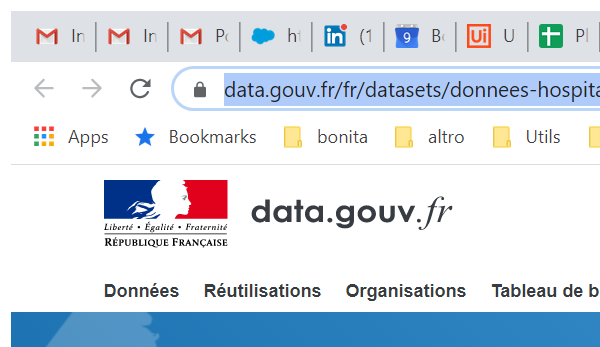 In In Po ht (1 9 Bo Ui U Pl
data.gouv.fr/fr/datasets/donnees-hospita
Apps Bookmarks bonita altro Utils
Liberté • Égalité • Fraternité
RÉPUBLIQUE FRANÇAISE
data.gouv.fr
Données Réutilisations Organisations Tableau de b